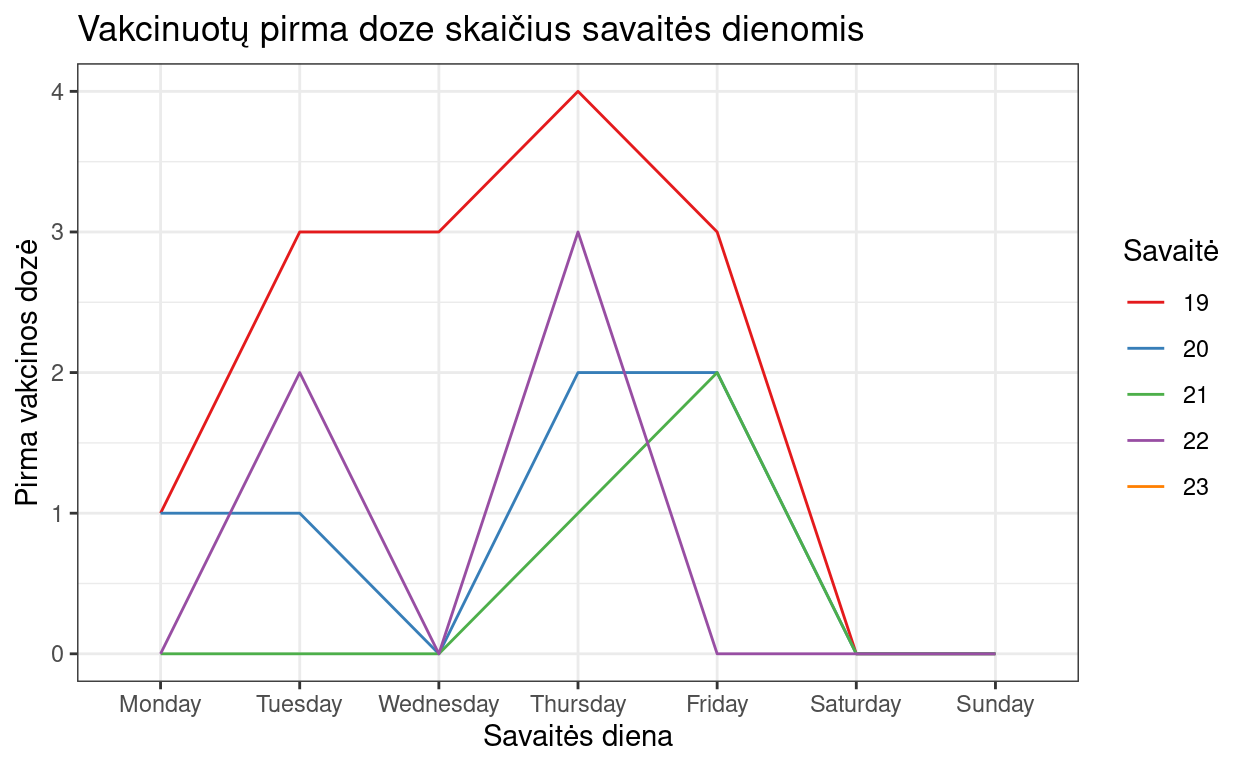 Vakcinuotų pirma doze skaičius savaitės dienomis
4
3
2
1
0
Pirma vakcinos dozė
Monday Tuesday Wednesday Thursday Friday Saturday Sunday
Savaitės diena
Savaitė
19
20
21
22
23